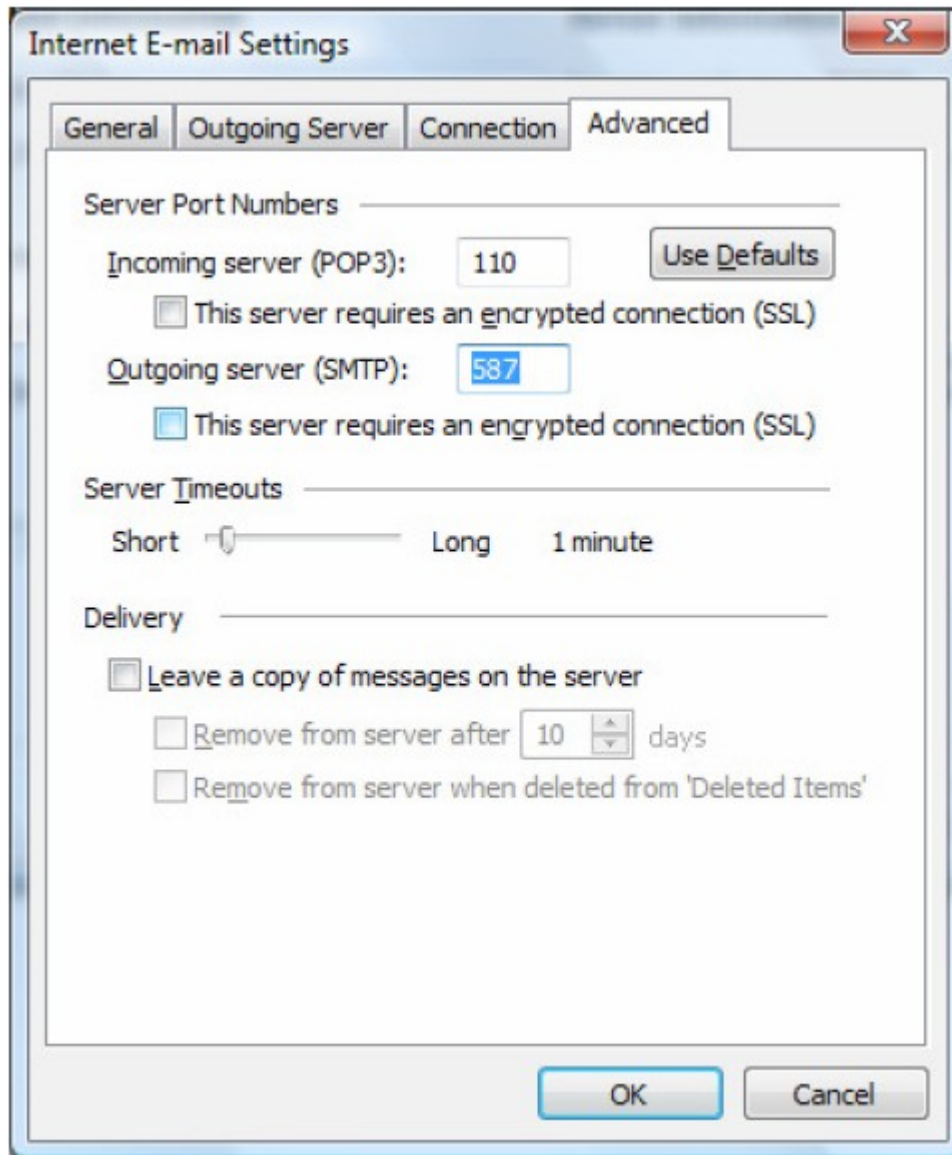 Internet E-mail Settings
X
General Outgoing Server Connection Advanced
Server Port Numbers
Incoming server (POP3): 110 Use Defaults
This server requires an encrypted connection (SSL)
Outgoing server (SMTP): 587
This server requires an encrypted connection (SSL)
Server Timeouts
Short Long 1 minute
Delivery
Leave a copy of messages on the server
Remove from server after 10 days
Remove from server when deleted from 'Deleted Items'
OK Cancel